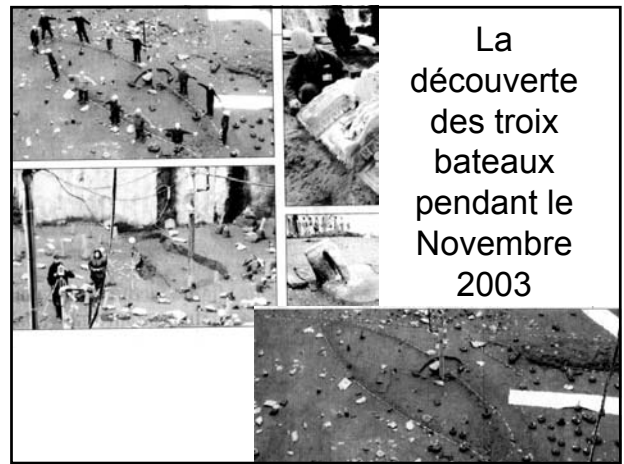 La
découverte
des troix
bateaux
pendant le
Novembre
2003